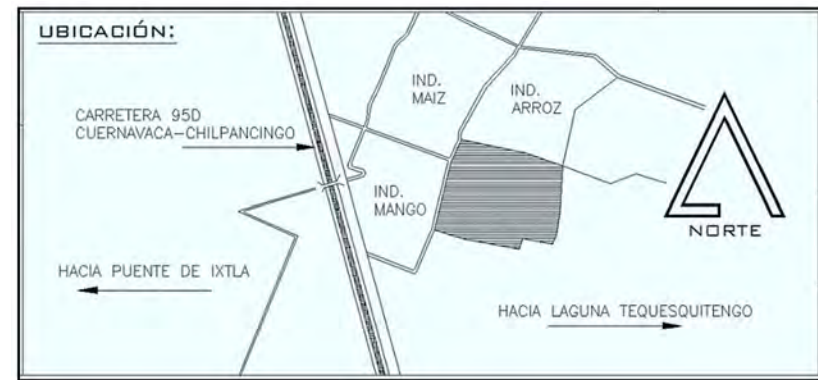 UBICACIÓN:
IND.
MAIZ
IND.
ARROZ
CARRETERA 95D
CUERNAVACA-CHILPANCINGO
IND.
MANGO
NORTE
HACIA PUENTE DE IXTLA
HACIA LAGUNA TEQUESQUITENGO